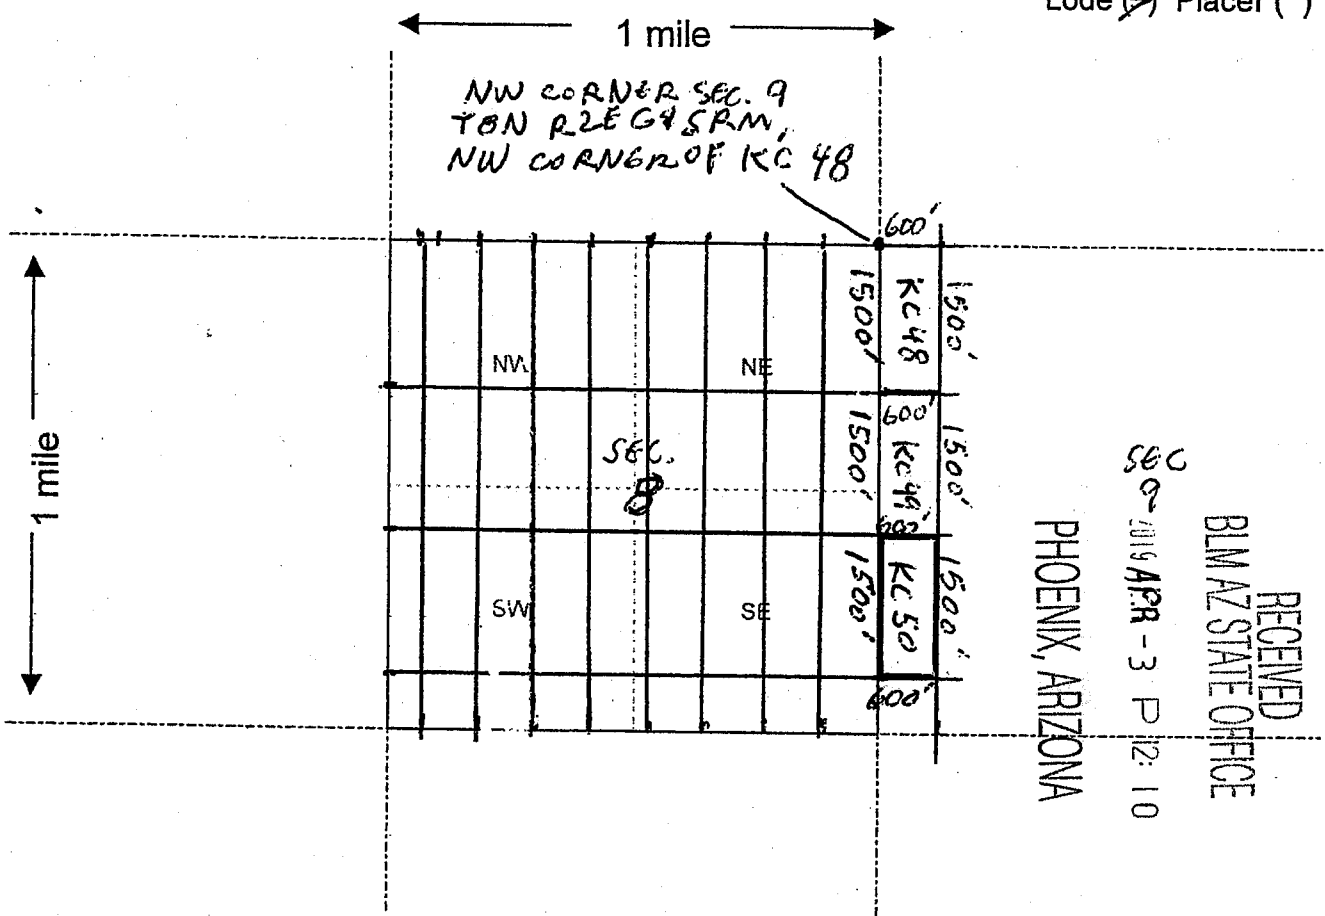 Lode (X) Placer ( )
1 mile
NW CORNER SEC. 9
T8N R2E G&SRM,
NW CORNER OF KC 48
600'
1500'
KC 48
1500'
NW
NE
600'
1500'
KC 49
1500'
SEC.
8
600'
1500'
KC 50
1500'
SW
SE
600'
1 mile
SEC
9
RECEIVED
BLM AZ STATE OFFICE
2019 APR -3 P 12: 10
PHOENIX, ARIZONA